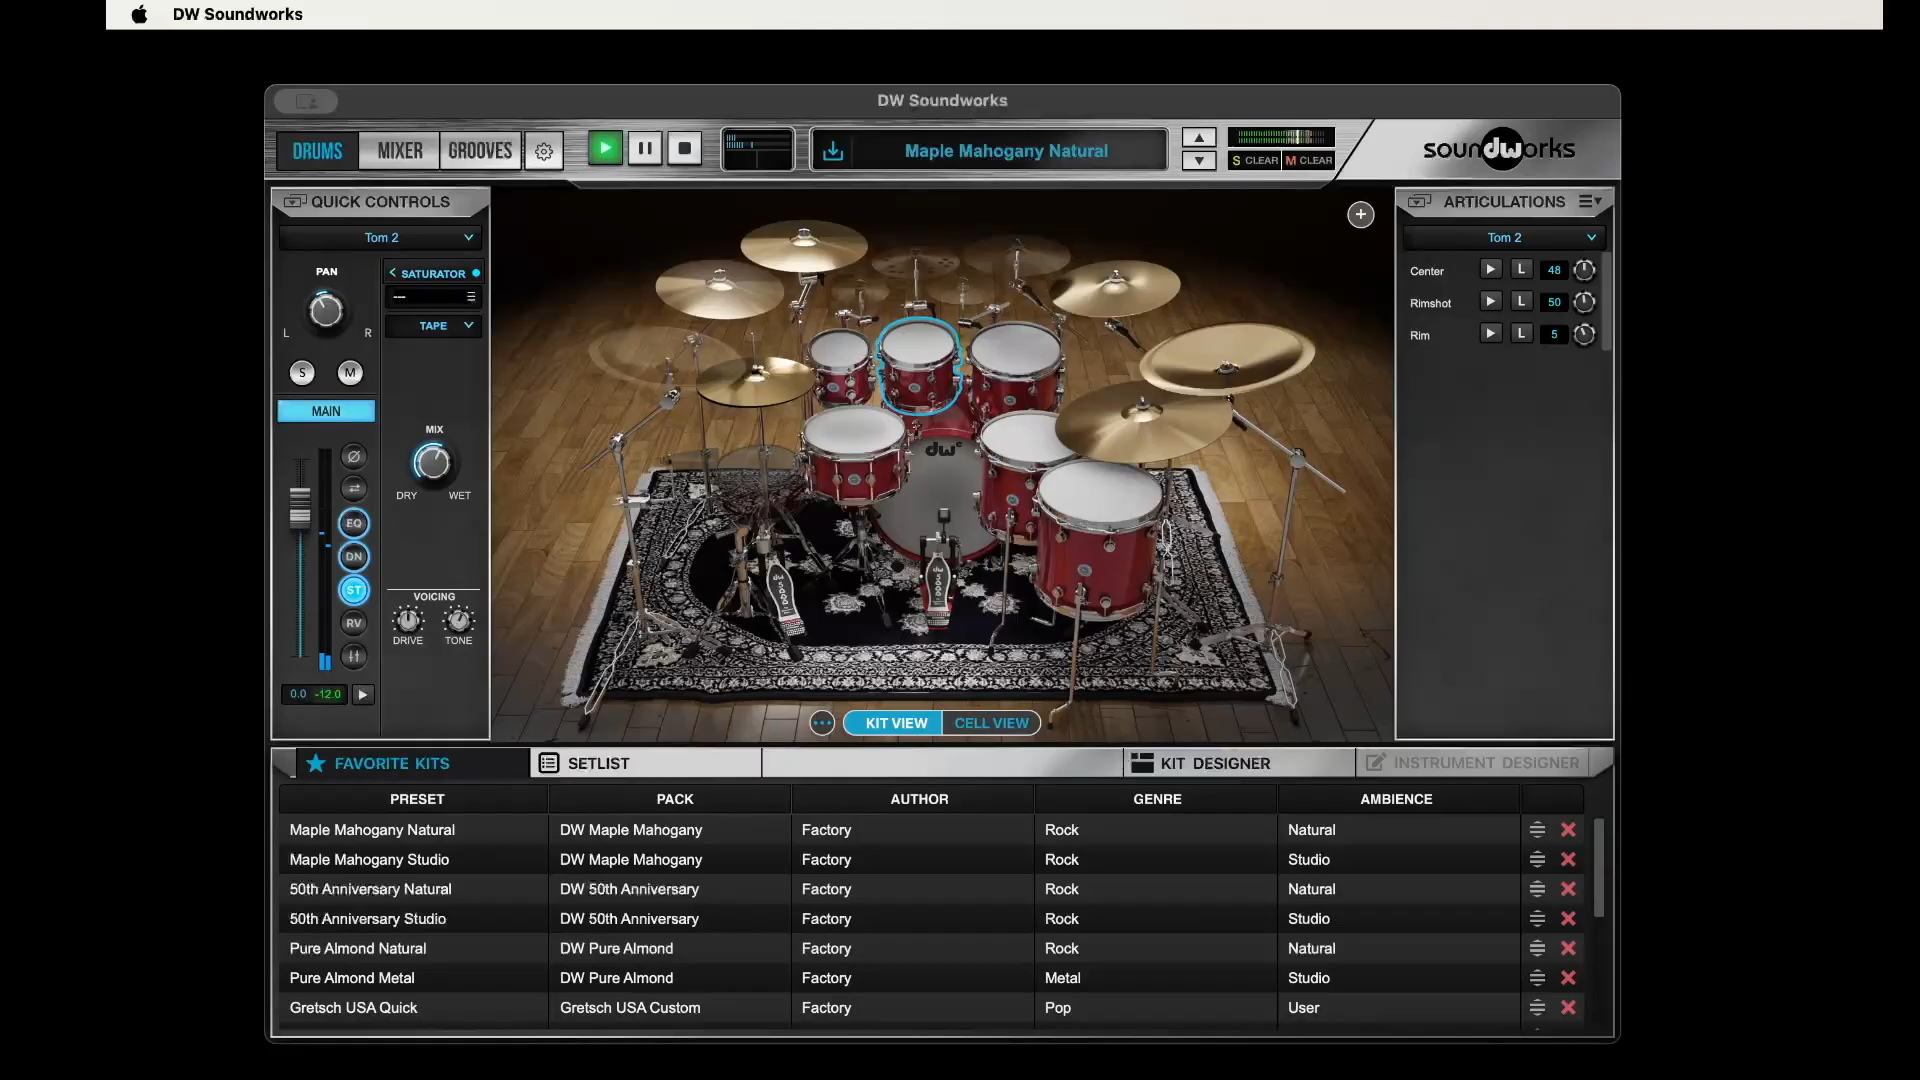 DW Soundworks
DW Soundworks
DRUMS MIXER GROOVES
Maple Mahogany Natural
S CLEAR M CLEAR
soundworks
QUICK CONTROLS
Tom 2
PAN
L R
S M
MAIN
EQ
DN
ST
RV
0.0 -12.0
SATURATOR
---
TAPE
MIX
DRY WET
VOICING
DRIVE TONE
dw
dw
5000
dw
5000
KIT VIEW CELL VIEW
ARTICULATIONS
Tom 2
Center L 48
Rimshot L 50
Rim L 5
FAVORITE KITS SETLIST KIT DESIGNER INSTRUMENT DESIGNER
PRESET PACK AUTHOR GENRE AMBIENCE
Maple Mahogany Natural DW Maple Mahogany Factory Rock Natural
Maple Mahogany Studio DW Maple Mahogany Factory Rock Studio
50th Anniversary Natural DW 50th Anniversary Factory Rock Natural
50th Anniversary Studio DW 50th Anniversary Factory Rock Studio
Pure Almond Natural DW Pure Almond Factory Rock Natural
Pure Almond Metal DW Pure Almond Factory Metal Studio
Gretsch USA Quick Gretsch USA Custom Factory Pop User